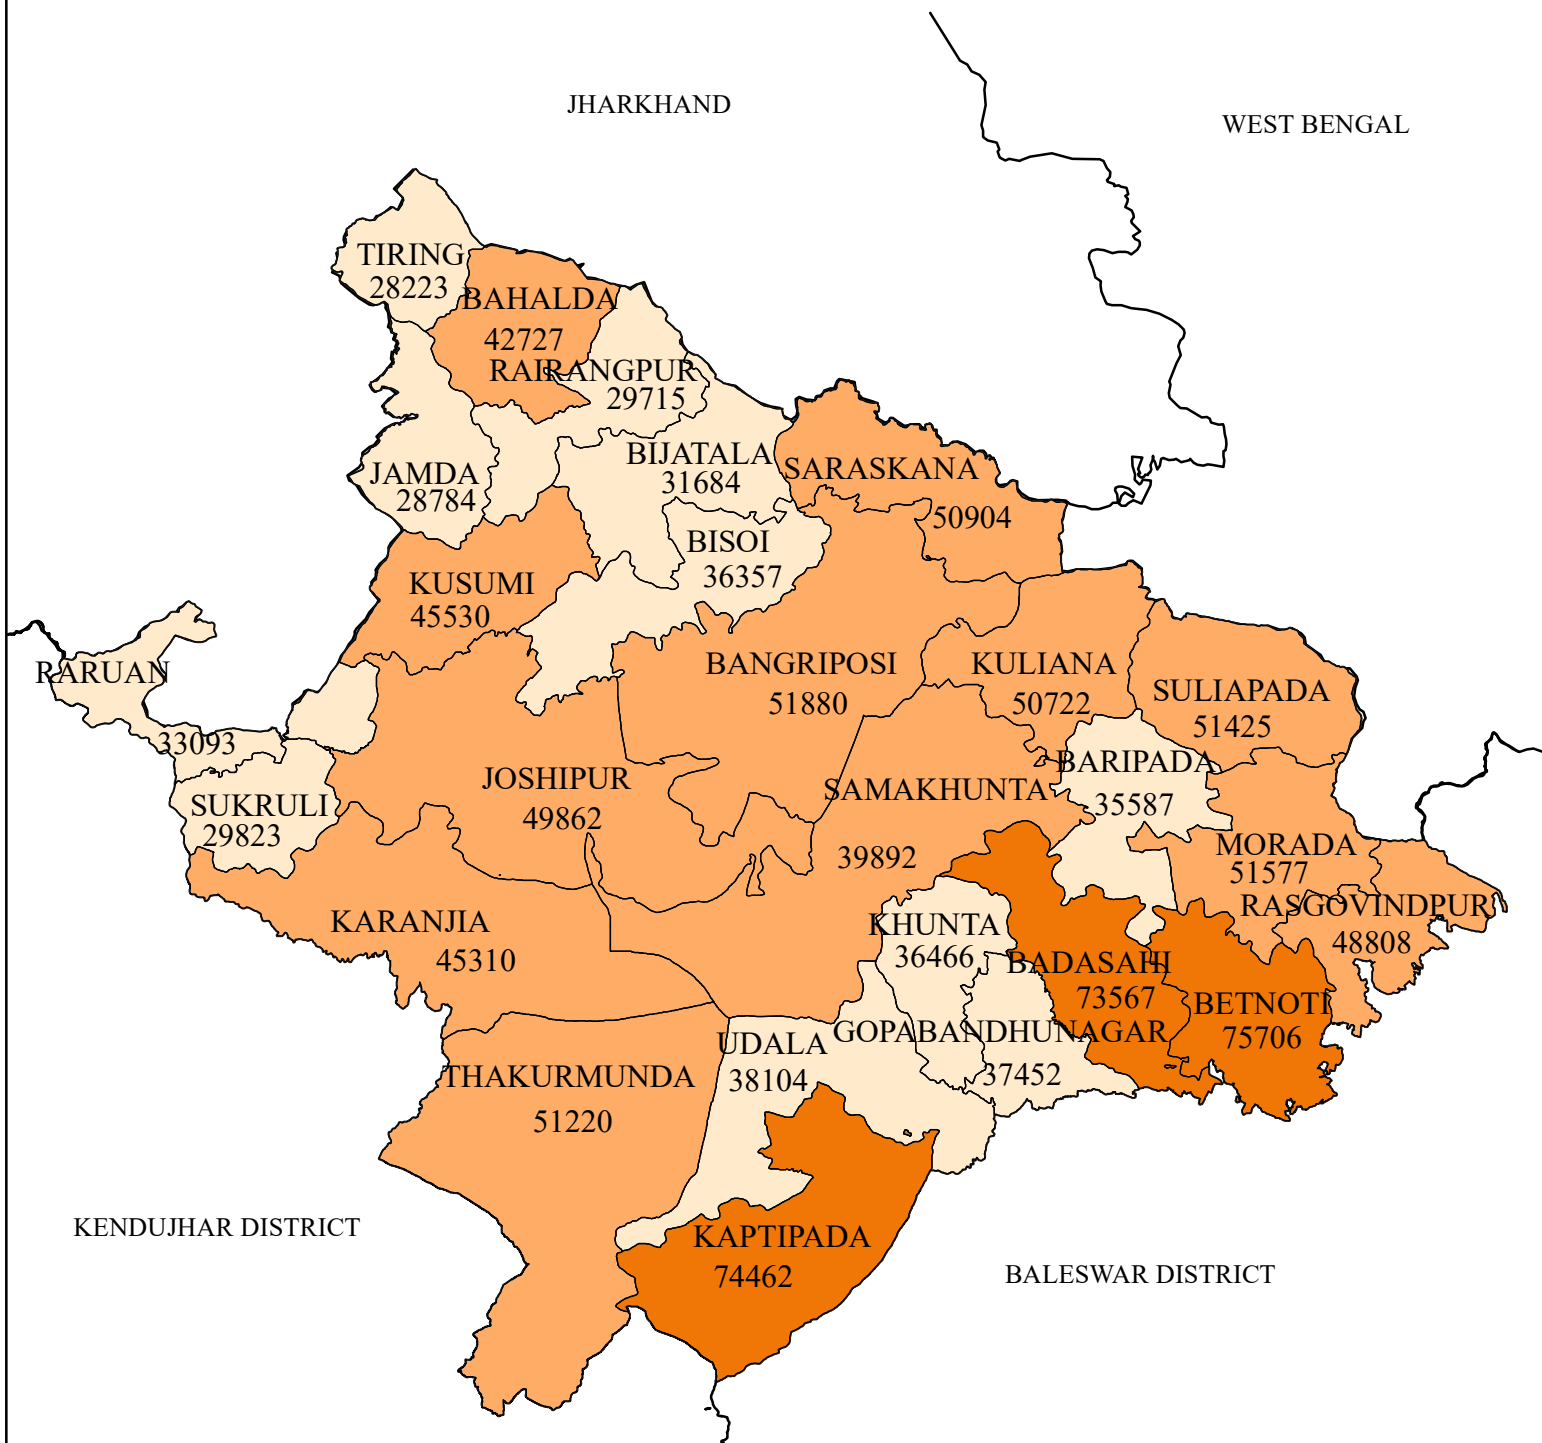 JHARKHAND
WEST BENGAL
TIRING
28223
BAHALDA
42727
RAIRANGPUR
29715
BIJATALA
31684
SARASKANA
50904
JAMDA
28784
BISOI
36357
KUSUMI
45530
RARUAN
33093
BANGRIPOSI
51880
KULIANA
50722
SULIAPADA
51425
SUKRULI
29823
JOSHIPUR
49862
SAMAKHUNTA
39892
BARIPADA
35587
MORADA
51577
RASGOVINDPUR
48808
KARANJIA
45310
KHUNTA
36466
BADASAHI
73567
BETNOTI
75706
THAKURMUNDA
51220
UDALA
38104
GOPABANDHUNAGAR
37452
KAPTIPADA
74462
KENDUJHAR DISTRICT
BALESWAR DISTRICT